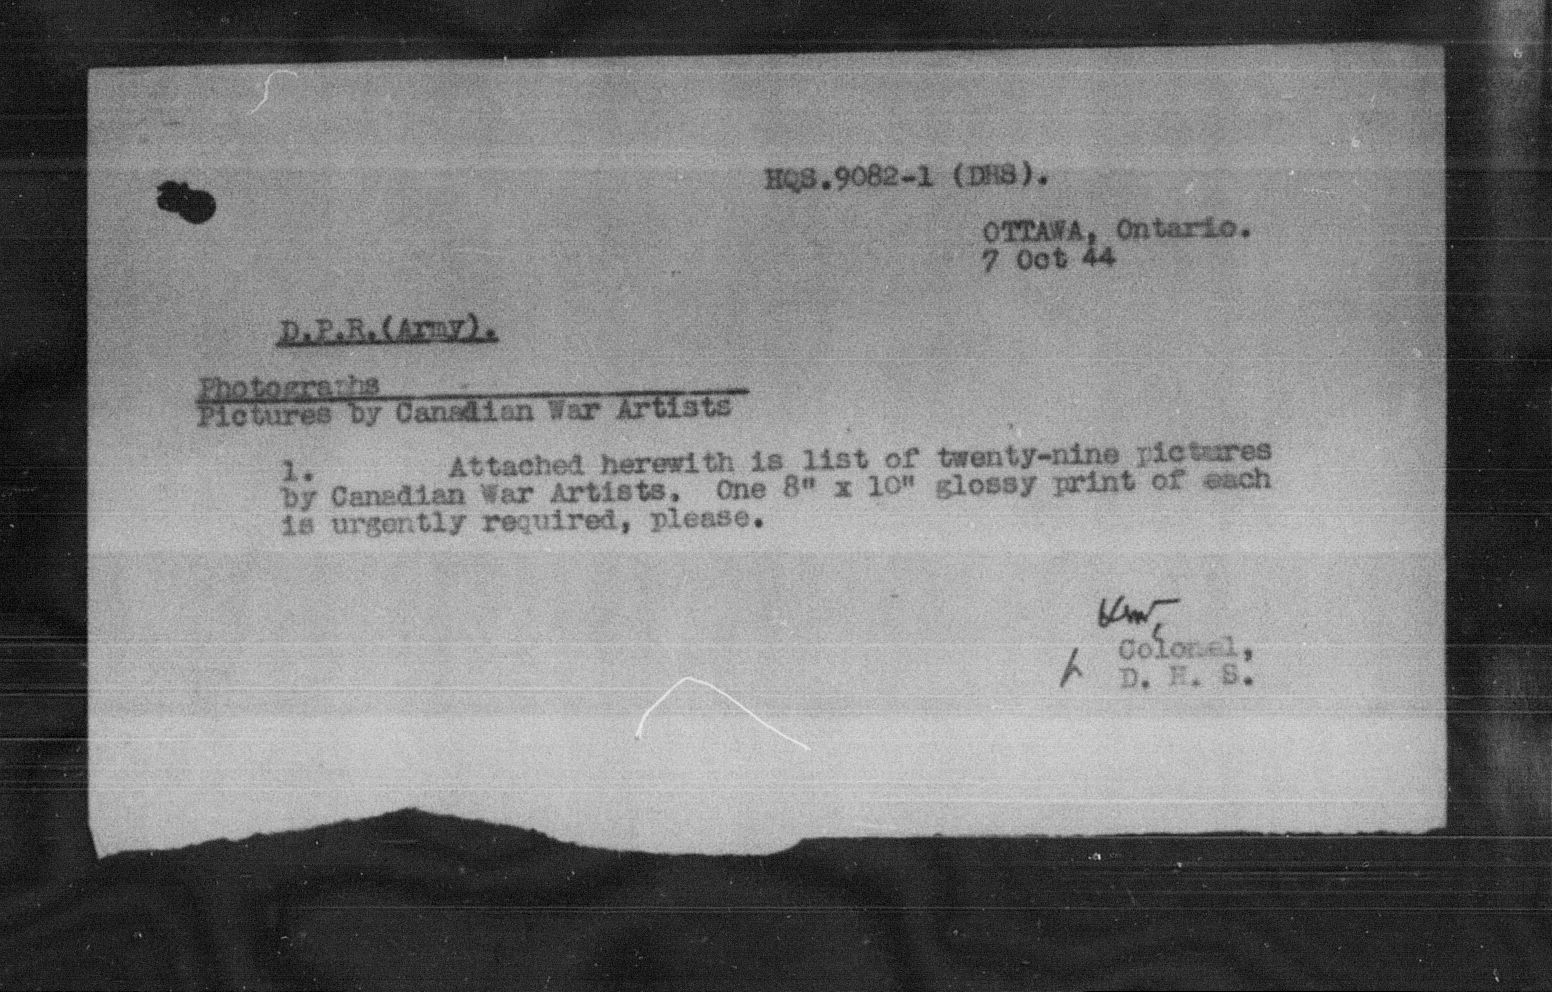 HQS.9082-1 (DHS).
OTTAWA, Ontario.
7 Oct 44
D.P.R.(Army).
Photographs
Pictures by Canadian War Artists
1. Attached herewith is list of twenty-nine pictures
by Canadian War Artists. One 8" x 10" glossy print of each
is urgently required, please.
Colonel,
D. H. S.